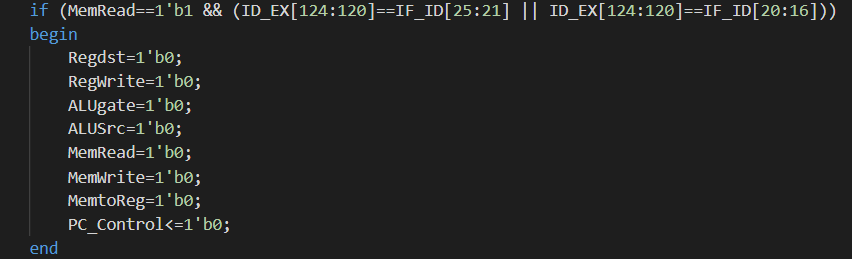 if (MemRead==1'b1 && (ID_EX[124:120]==IF_ID[25:21] || ID_EX[124:120]==IF_ID[20:16]))
begin
Regdst=1'b0;
RegWrite=1'b0;
ALUgate=1'b0;
ALUSrc=1'b0;
MemRead=1'b0;
MemWrite=1'b0;
MemtoReg=1'b0;
PC_Control<=1'b0;
end